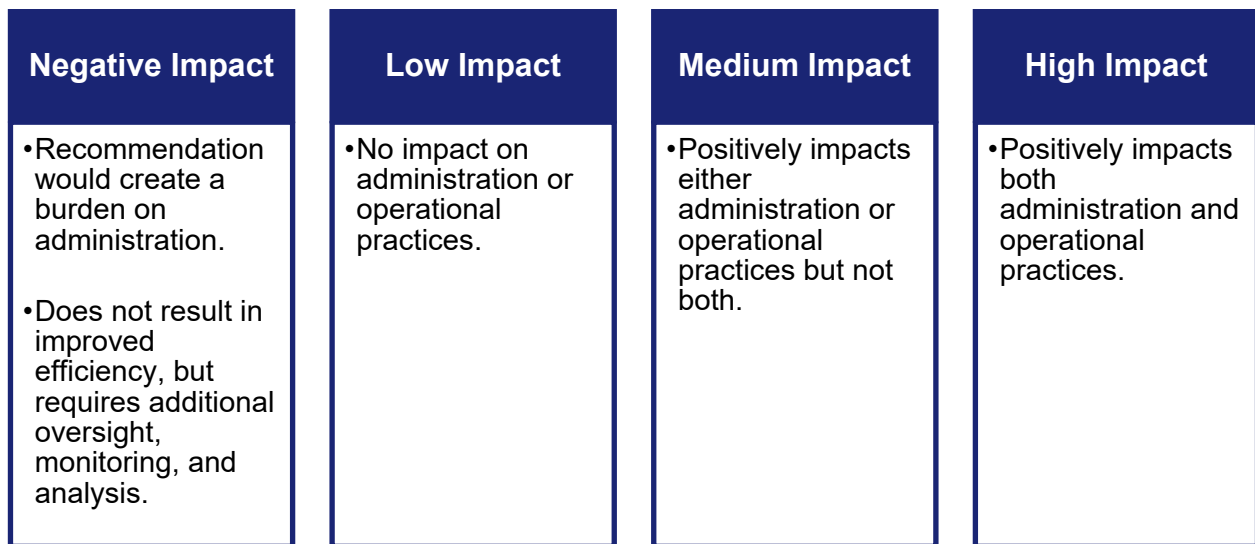 Negative Impact
•Recommendation
would create a
burden on
administration.
•Does not result in
improved
efficiency, but
requires additional
oversight,
monitoring, and
analysis.
Low Impact
•No impact on
administration or
operational
practices.
Medium Impact
•Positively impacts
either
administration or
operational
practices but not
both.
High Impact
•Positively impacts
both
administration and
operational
practices.